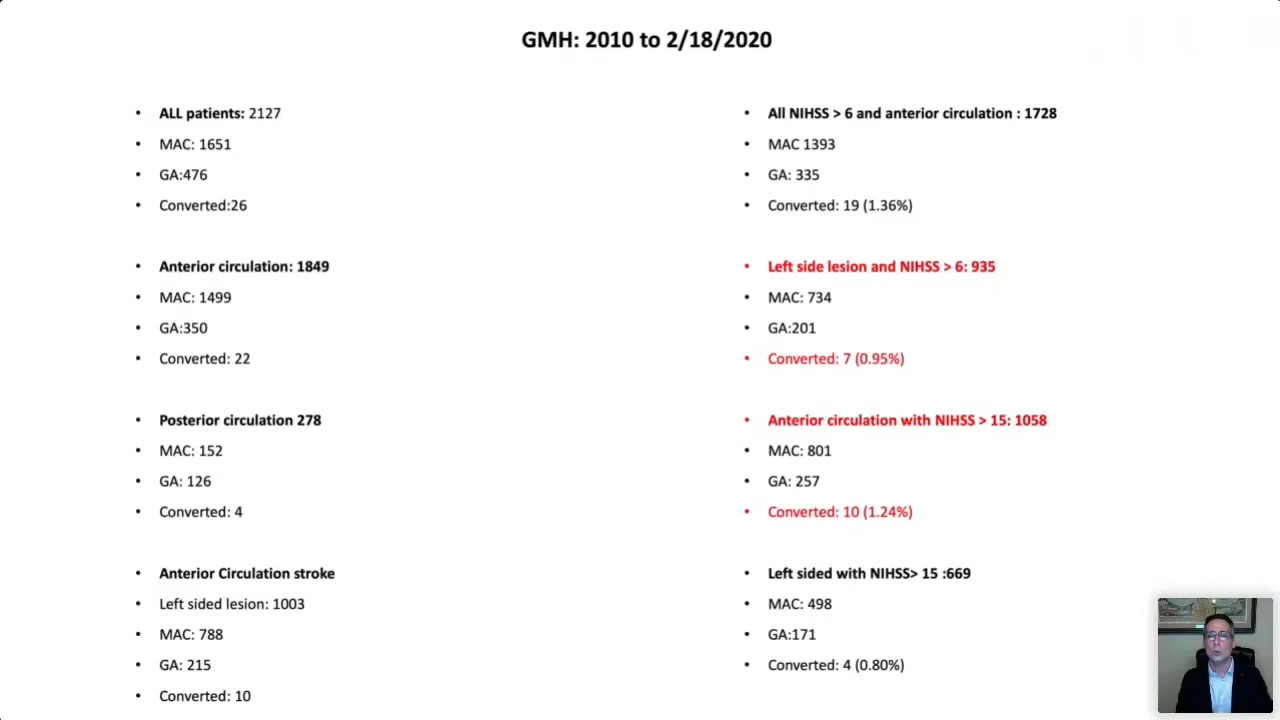 GMH: 2010 to 2/18/2020
• ALL patients: 2127
• MAC: 1651
• GA:476
• Converted:26
• Anterior circulation: 1849
• MAC: 1499
• GA:350
• Converted: 22
• Posterior circulation 278
• MAC: 152
• GA: 126
• Converted: 4
• Anterior Circulation stroke
• Left sided lesion: 1003
• MAC: 788
• GA: 215
• Converted: 10
• All NIHSS > 6 and anterior circulation : 1728
• MAC 1393
• GA: 335
• Converted: 19 (1.36%)
• Left side lesion and NIHSS > 6: 935
• MAC: 734
• GA:201
• Converted: 7 (0.95%)
• Anterior circulation with NIHSS > 15: 1058
• MAC: 801
• GA: 257
• Converted: 10 (1.24%)
• Left sided with NIHSS> 15 :669
• MAC: 498
• GA:171
• Converted: 4 (0.80%)